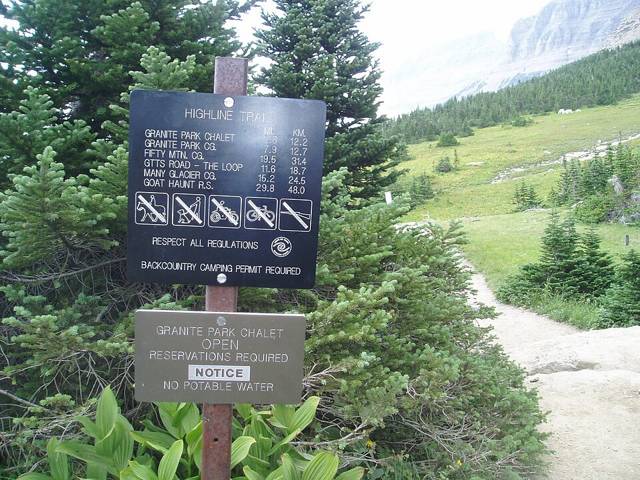 HIGHLINE TRAIL
MI. KM.
GRANITE PARK CHALET 12.2
GRANITE PARK CG. 7.9 12.7
FIFTY MTN. CG. 19.5 31.4
GTTS ROAD - THE LOOP 11.6 18.7
MANY GLACIER CG. 15.2 24.5
GOAT HAUNT R.S. 29.8 48.0
RESPECT ALL REGULATIONS
BACKCOUNTRY CAMPING PERMIT REQUIRED
GRANITE PARK CHALET
OPEN
RESERVATIONS REQUIRED
NOTICE
NO POTABLE WATER